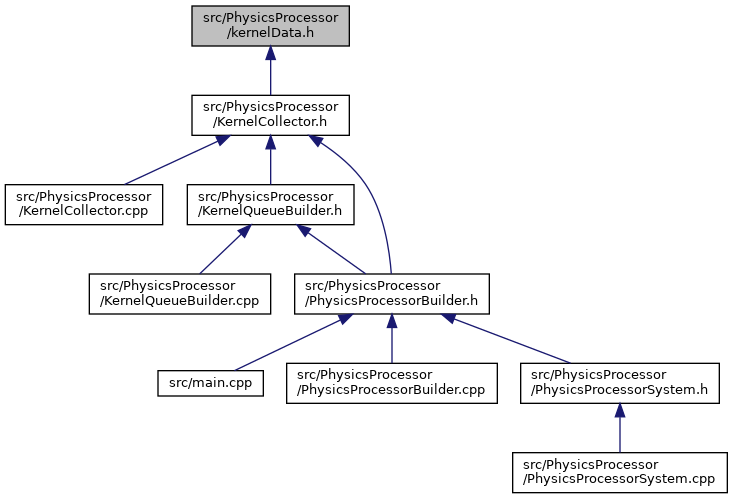 src/PhysicsProcessor
/kernelData.h
src/PhysicsProcessor
/KernelCollector.h
src/PhysicsProcessor
/KernelCollector.cpp
src/PhysicsProcessor
/KernelQueueBuilder.h
src/PhysicsProcessor
/KernelQueueBuilder.cpp
src/PhysicsProcessor
/PhysicsProcessorBuilder.h
src/main.cpp
src/PhysicsProcessor
/PhysicsProcessorBuilder.cpp
src/PhysicsProcessor
/PhysicsProcessorSystem.h
src/PhysicsProcessor
/PhysicsProcessorSystem.cpp